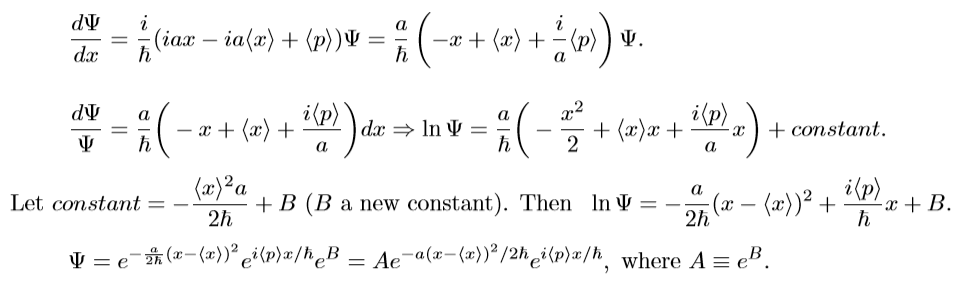 dΨ/dx = i/ħ (iax − ia⟨x⟩ + ⟨p⟩)Ψ = a/ħ (−x + ⟨x⟩ + i/a ⟨p⟩) Ψ.
dΨ/Ψ = a/ħ (− x + ⟨x⟩ + i⟨p⟩/a) dx ⇒ ln Ψ = a/ħ (− x²/2 + ⟨x⟩x + i⟨p⟩/a x) + constant.
Let constant = − ⟨x⟩²a/2ħ + B (B a new constant). Then ln Ψ = − a/2ħ (x − ⟨x⟩)² + i⟨p⟩/ħ x + B.
Ψ = e^{−a/2ħ (x−⟨x⟩)²} e^{i⟨p⟩x/ħ} e^B = Ae^{−a(x−⟨x⟩)²/2ħ} e^{i⟨p⟩x/ħ}, where A ≡ e^B.